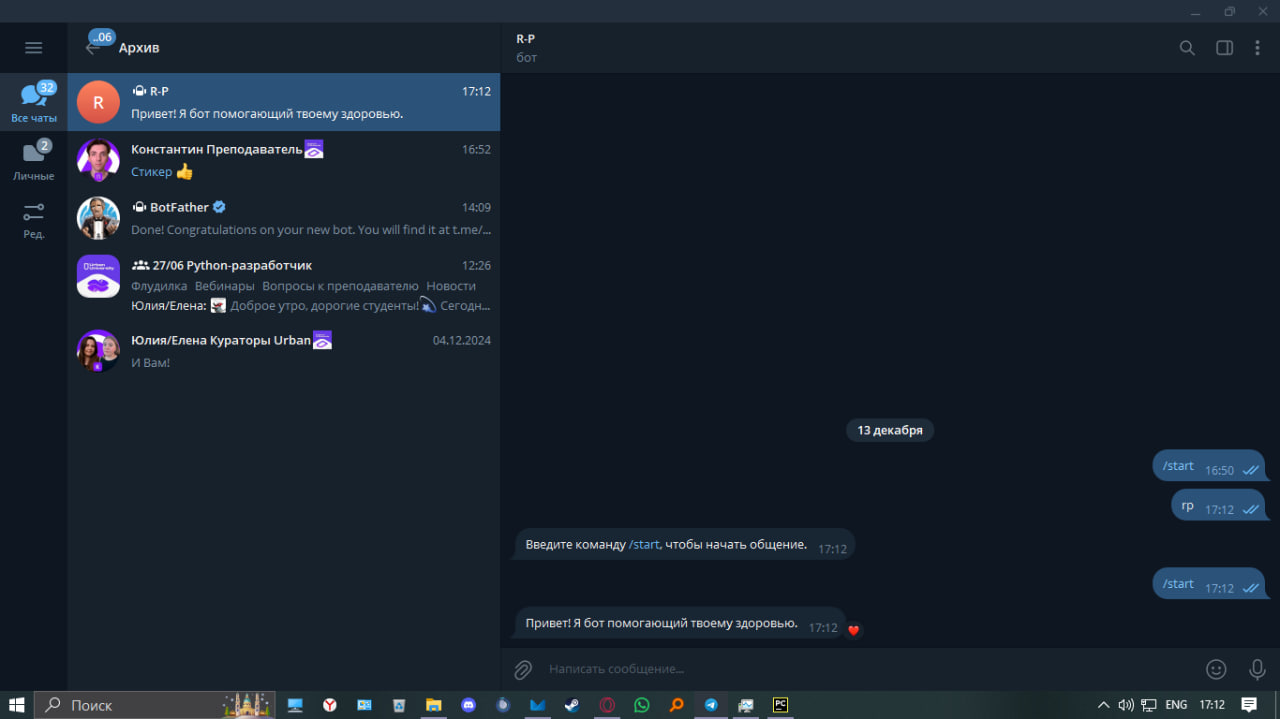 ..06
Архив
R-P
бот
32
Все чаты
2
Личные
Ред.
R
R-P
17:12
Привет! Я бот помогающий твоему здоровью.
Константин Преподаватель
16:52
Стикер 👍
BotFather
14:09
Done! Congratulations on your new bot. You will find it at t.me/...
27/06 Python-разработчик
12:26
Флудилка Вебинары Вопросы к преподавателю Новости
Юлия/Елена: Доброе утро, дорогие студенты! Сегодн...
Юлия/Елена Кураторы Urban
04.12.2024
И Вам!
13 декабря
/start 16:50
rp 17:12
Введите команду /start, чтобы начать общение. 17:12
/start 17:12
Привет! Я бот помогающий твоему здоровью. 17:12 ❤️
Написать сообщение...
Поиск
PC
ENG
17:12